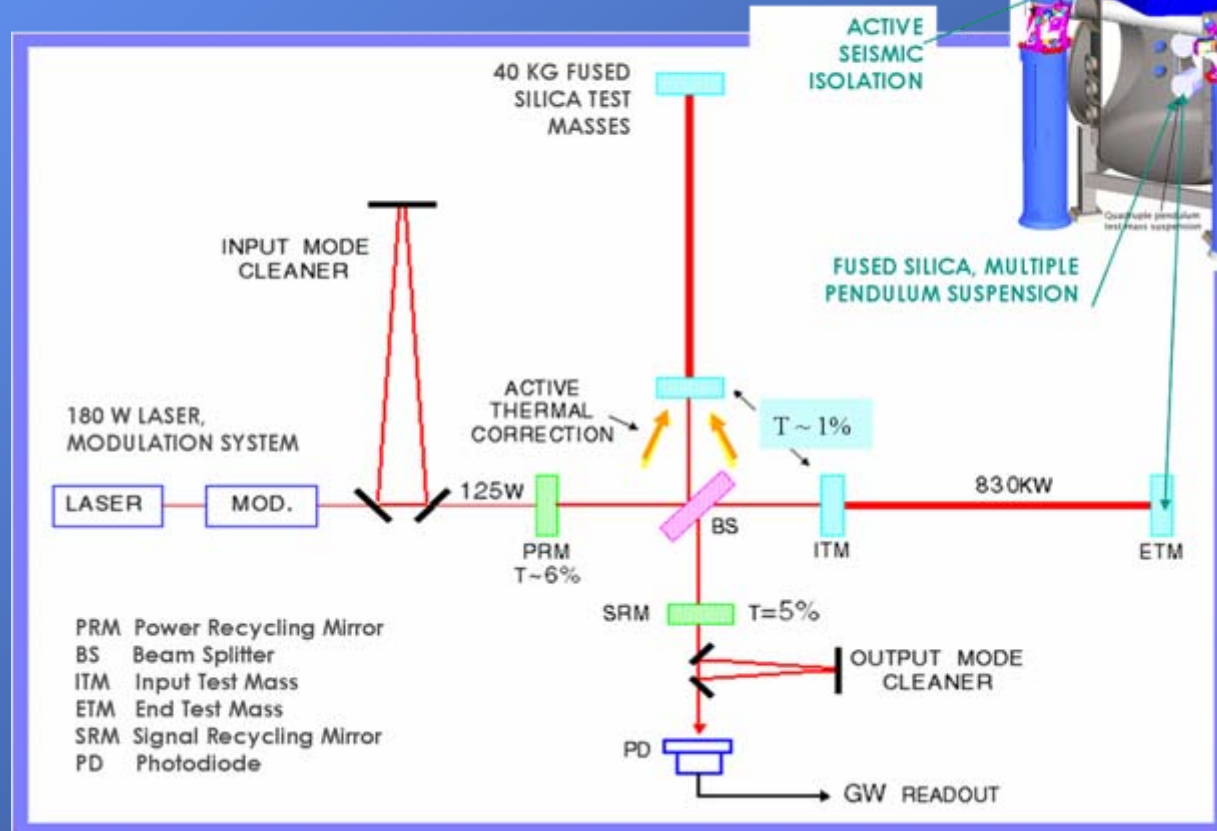 ACTIVE
SEISMIC
ISOLATION
40 KG FUSED
SILICA TEST
MASSES
Quadruple pendulum
test mass suspension
INPUT MODE
CLEANER
FUSED SILICA, MULTIPLE
PENDULUM SUSPENSION
ACTIVE
THERMAL
CORRECTION
T ~ 1%
180 W LASER,
MODULATION SYSTEM
LASER
MOD.
125W
PRM
T~6%
BS
830KW
ITM
ETM
SRM
T=5%
PRM Power Recycling Mirror
BS Beam Splitter
ITM Input Test Mass
ETM End Test Mass
SRM Signal Recycling Mirror
PD Photodiode
OUTPUT MODE
CLEANER
PD
GW READOUT